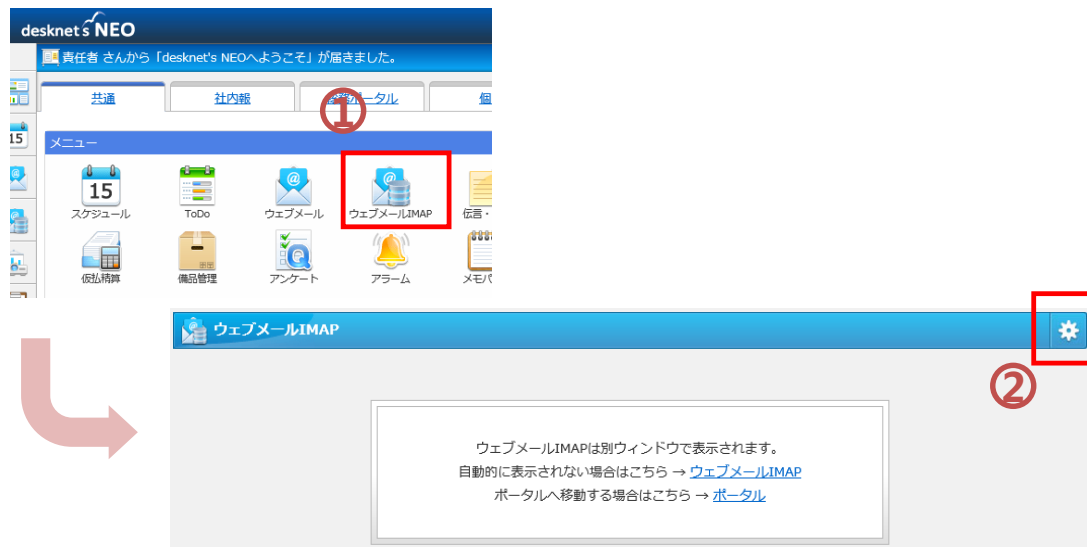 desknet's NEO
責任者 さんから「desknet's NEOへようこそ」が届きました。
共通 社内報 ポータル 個
①
15
メニュー
15
スケジュール ToDo ウェブメール ウェブメールIMAP 伝言・
仮払精算 備品管理 アンケート アラーム メモパ
ウェブメールIMAP
②
ウェブメールIMAPは別ウィンドウで表示されます。
自動的に表示されない場合はこちら → ウェブメールIMAP
ポータルへ移動する場合はこちら → ポータル